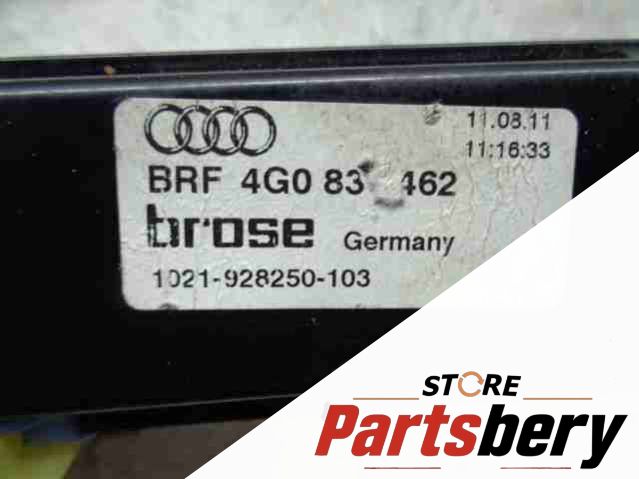 11.08.11
11:16:33
BRF 4G0 83 462
brose Germany
1021-928250-103
STORE
Partsbery